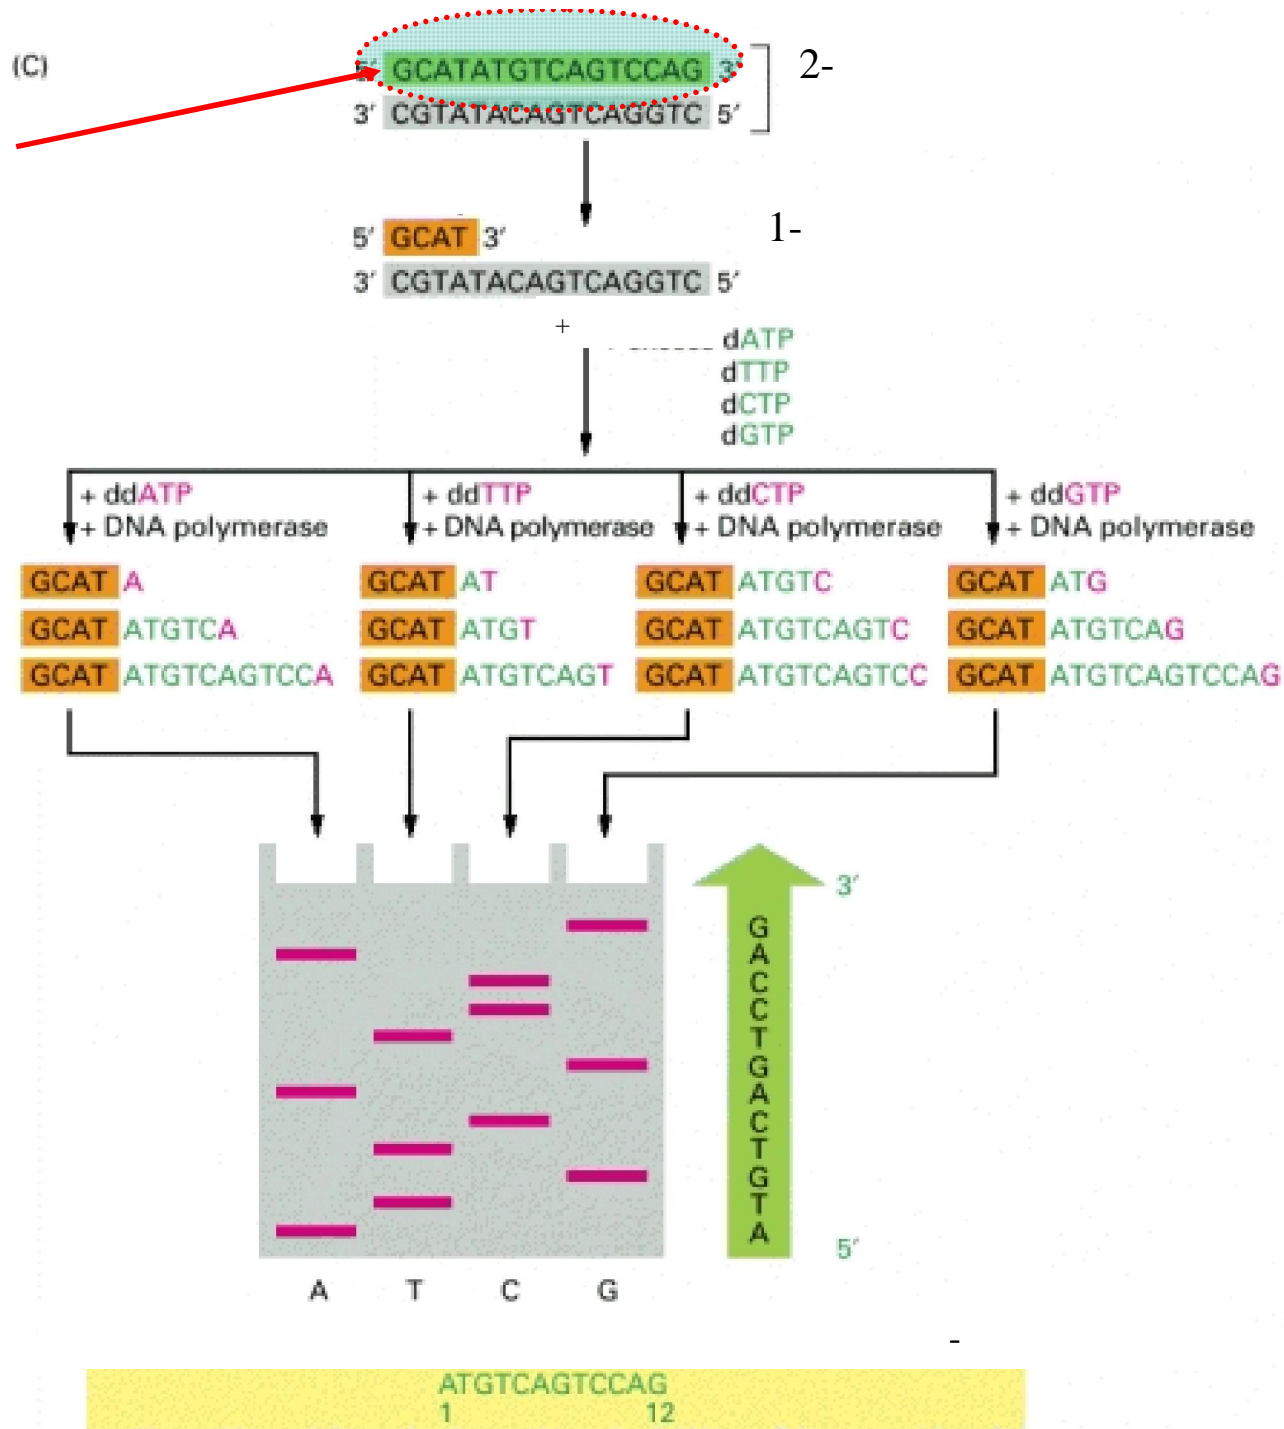 (C)
5′ GCATATGTCAGTCCAG 3′
2-
3′ CGTATACAGTCAGGTC 5′
1-
5′ GCAT 3′
3′ CGTATACAGTCAGGTC 5′
+
dATP
dTTP
dCTP
dGTP
+ ddATP
+ DNA polymerase
+ ddTTP
+ DNA polymerase
+ ddCTP
+ DNA polymerase
+ ddGTP
+ DNA polymerase
GCAT A
GCAT ATGTCA
GCAT ATGTCAGTCCA
GCAT AT
GCAT ATGT
GCAT ATGTCAGT
GCAT ATGTC
GCAT ATGTCAGTC
GCAT ATGTCAGTCC
GCAT ATG
GCAT ATGTCAG
GCAT ATGTCAGTCCAG
3′
G
A
C
C
T
G
A
C
T
G
T
A
5′
A T C G
-
ATGTCAGTCCAG
1 12